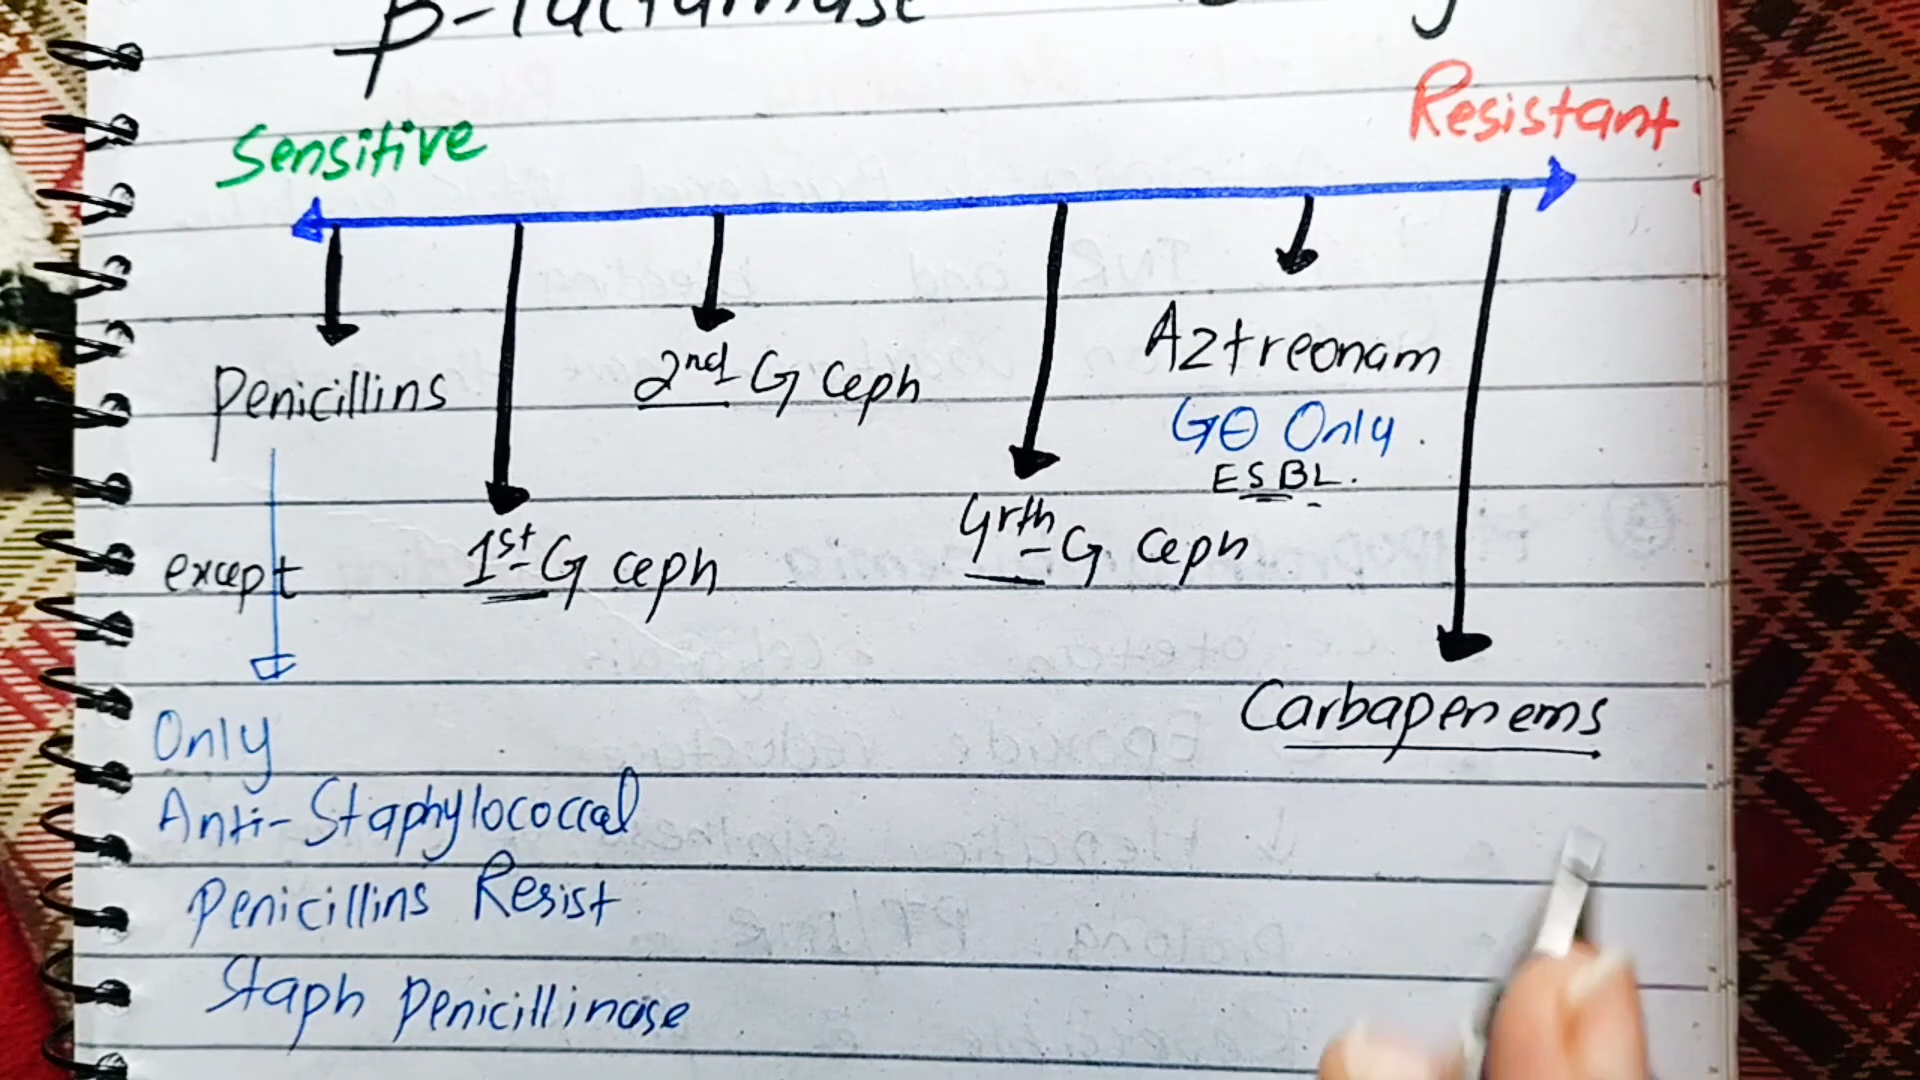 β-lactamase
Sensitive
Resistant
Penicillins
2nd G Ceph
Aztreonam
G⊖ Only.
ESBL.
except
1st-G Ceph
4rth-G Ceph
Carbapenems
Only
Anti-Staphylococcal
Penicillins Resist
Staph Penicillinase